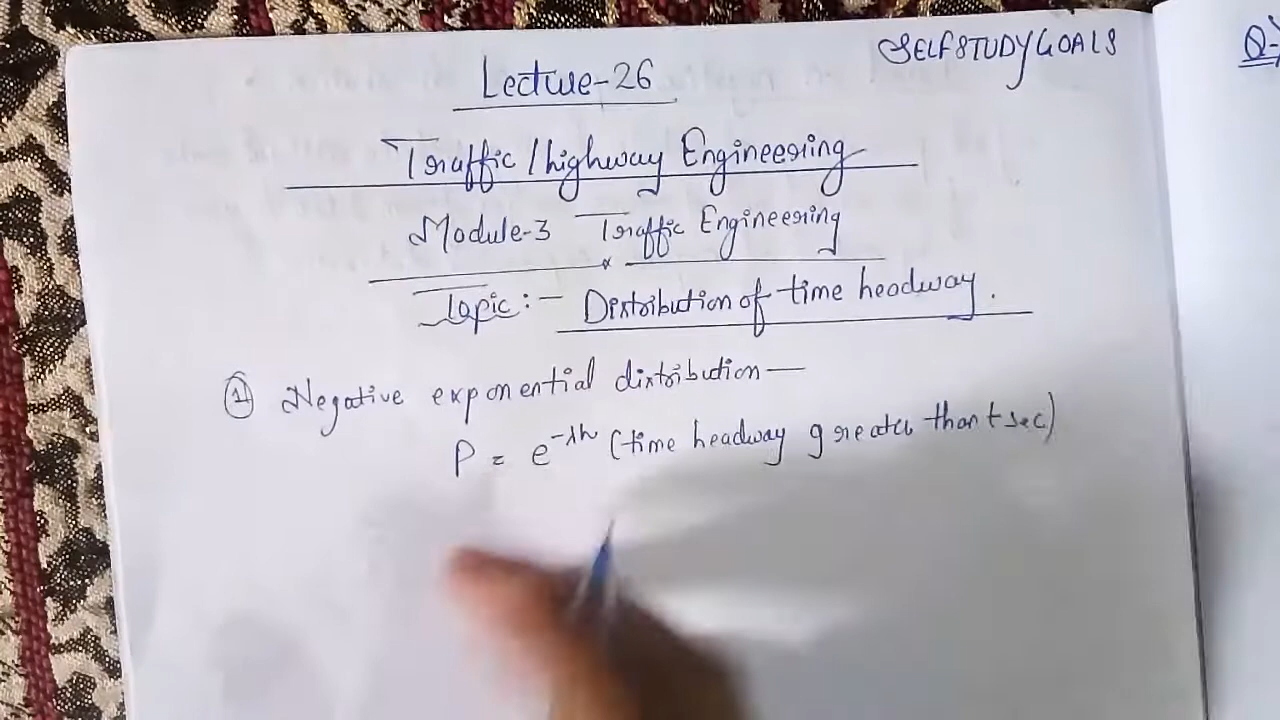 SELFSTUDYGOALS
Lecture-26
Traffic/highway Engineering
Module-3 Traffic Engineering
Topic:- Distribution of time headway.
① Negative exponential distribution—
P = e^-λh (time headway greater than t sec)
Q-